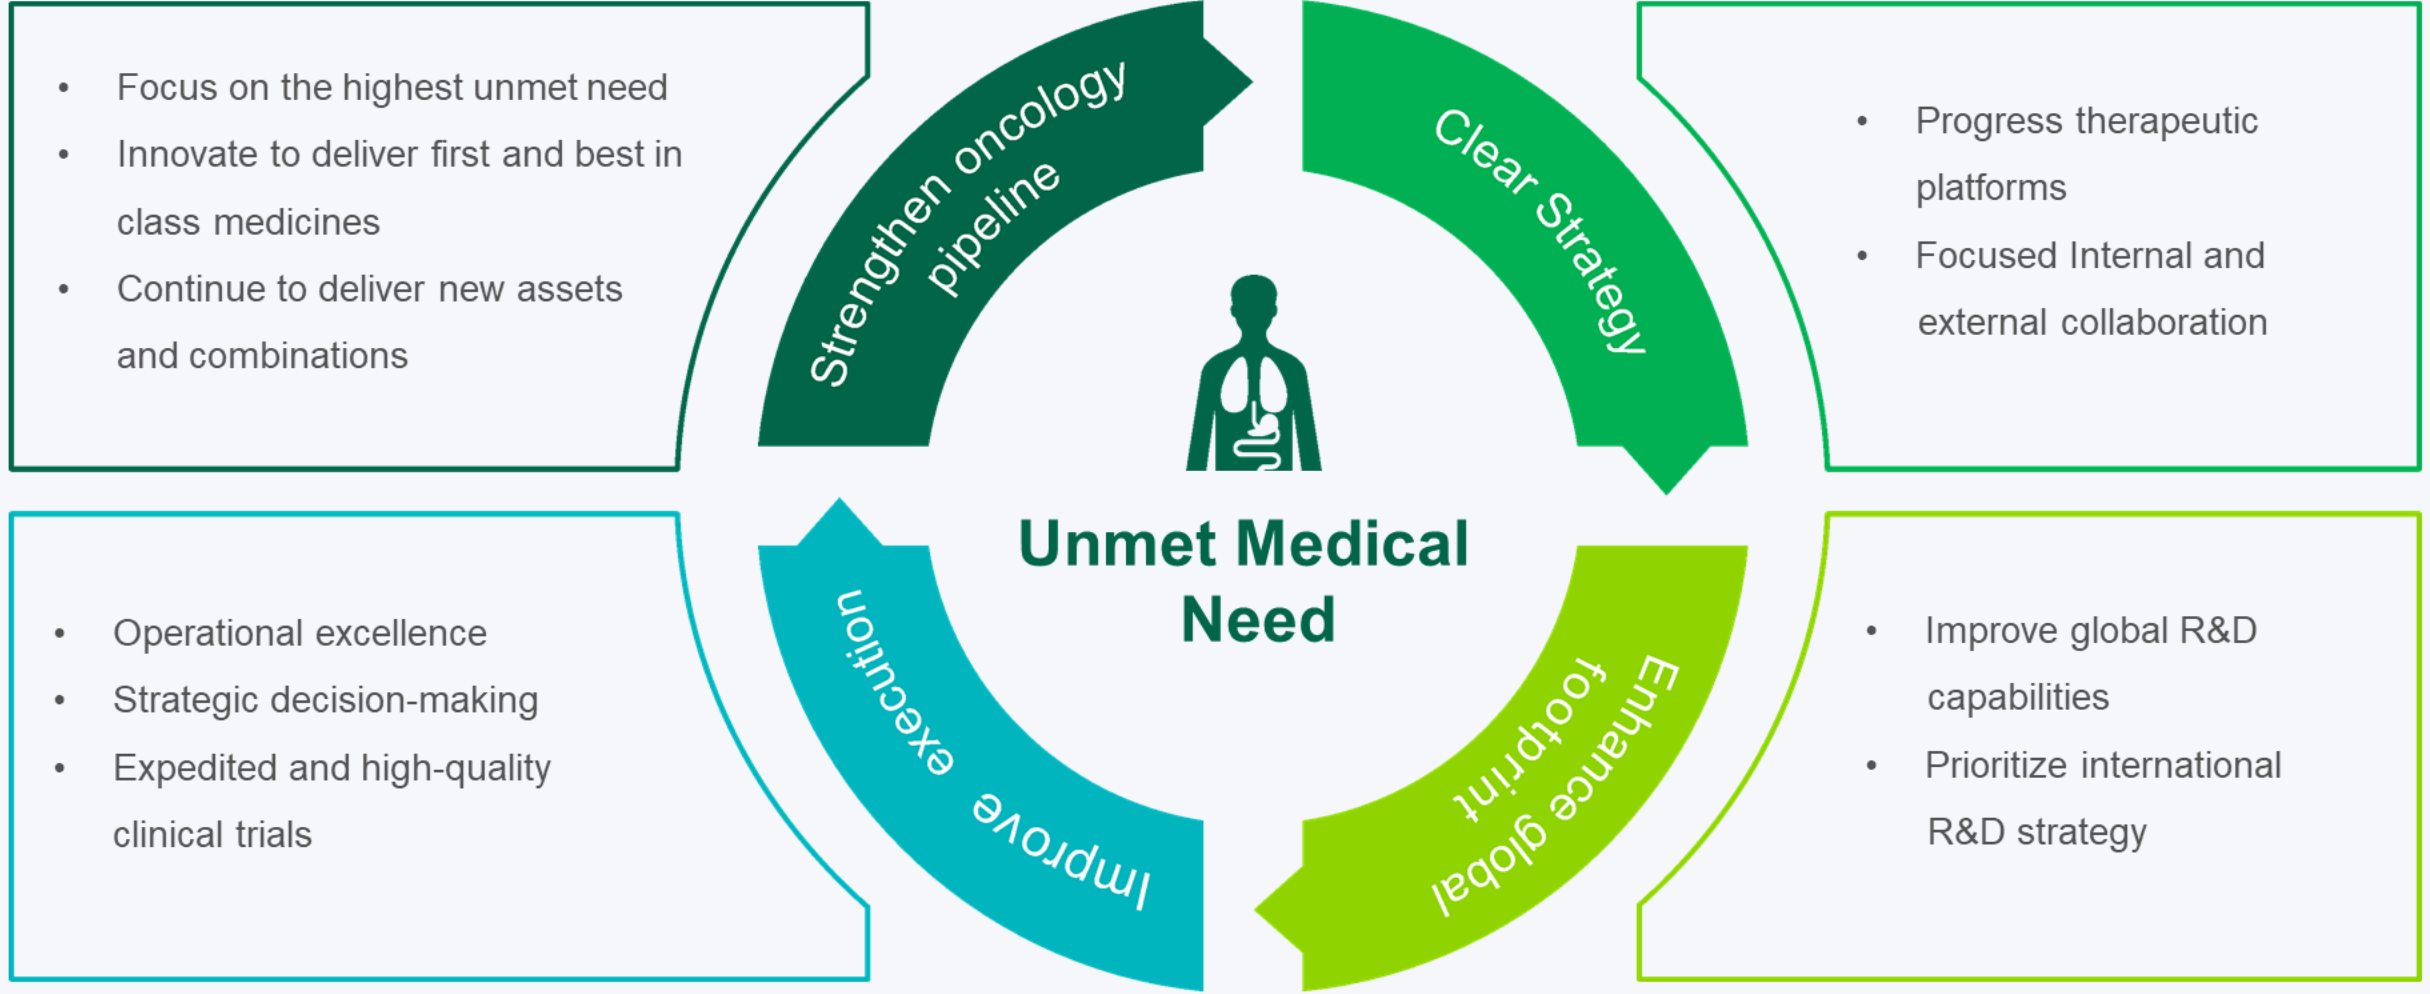 • Focus on the highest unmet need
• Innovate to deliver first and best in
class medicines
• Continue to deliver new assets
and combinations
Strengthen oncology
pipeline
Clear Strategy
• Progress therapeutic
platforms
• Focused Internal and
external collaboration
Unmet Medical
Need
• Operational excellence
• Strategic decision-making
• Expedited and high-quality
clinical trials
Improve execution
Enhance global
footprint
• Improve global R&D
capabilities
• Prioritize international
R&D strategy